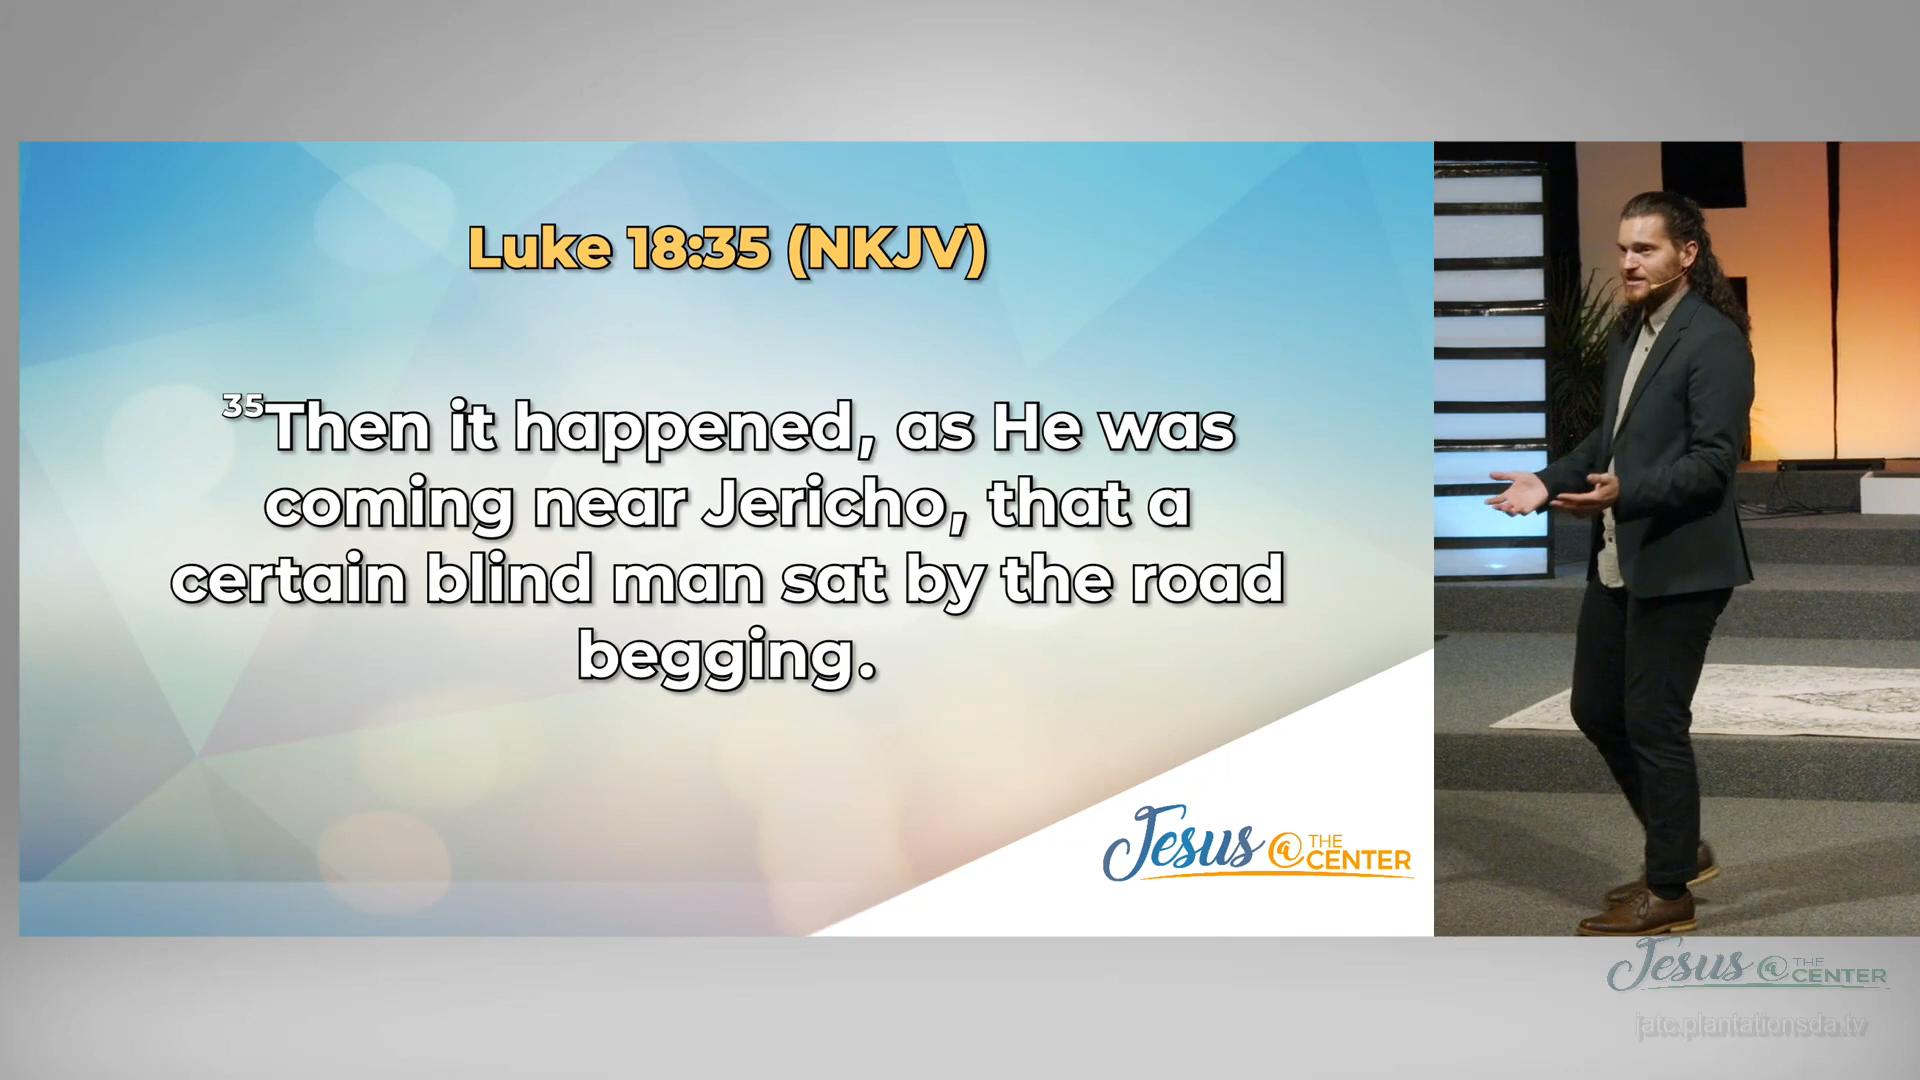 Luke 18:35 (NKJV)
35Then it happened, as He was
coming near Jericho, that a
certain blind man sat by the road
begging.
Jesus @ THE CENTER
Jesus @ THE CENTER
jatc.plantationsda.tv